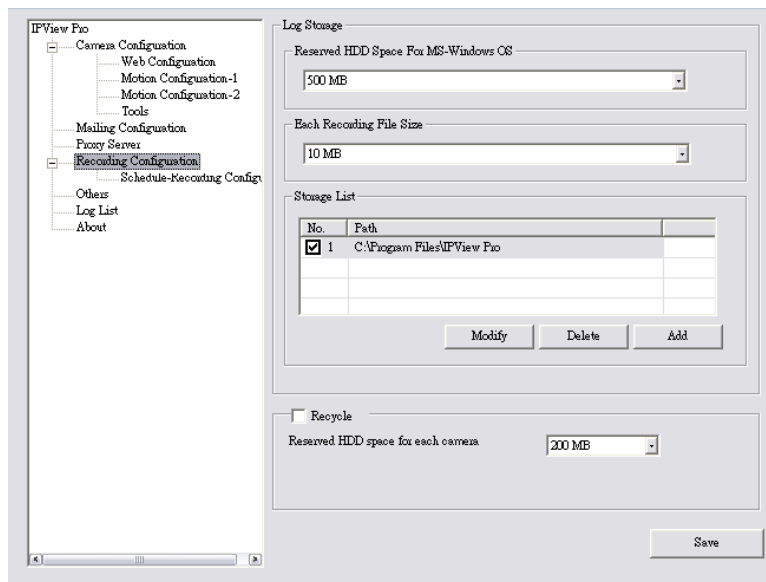 IPView Pro
Camera Configuration
Web Configuration
Motion Configuration-1
Motion Configuration-2
Tools
Mailing Configuration
Proxy Server
Recording Configuration
Schedule-Recording Configu
Others
Log List
About
Log Storage
Reserved HDD Space For MS-Windows OS
500 MB
Each Recording File Size
10 MB
Storage List
No. Path
1 C:\Program Files\IPView Pro
Modify Delete Add
Recycle
Reserved HDD space for each camera 200 MB
Save